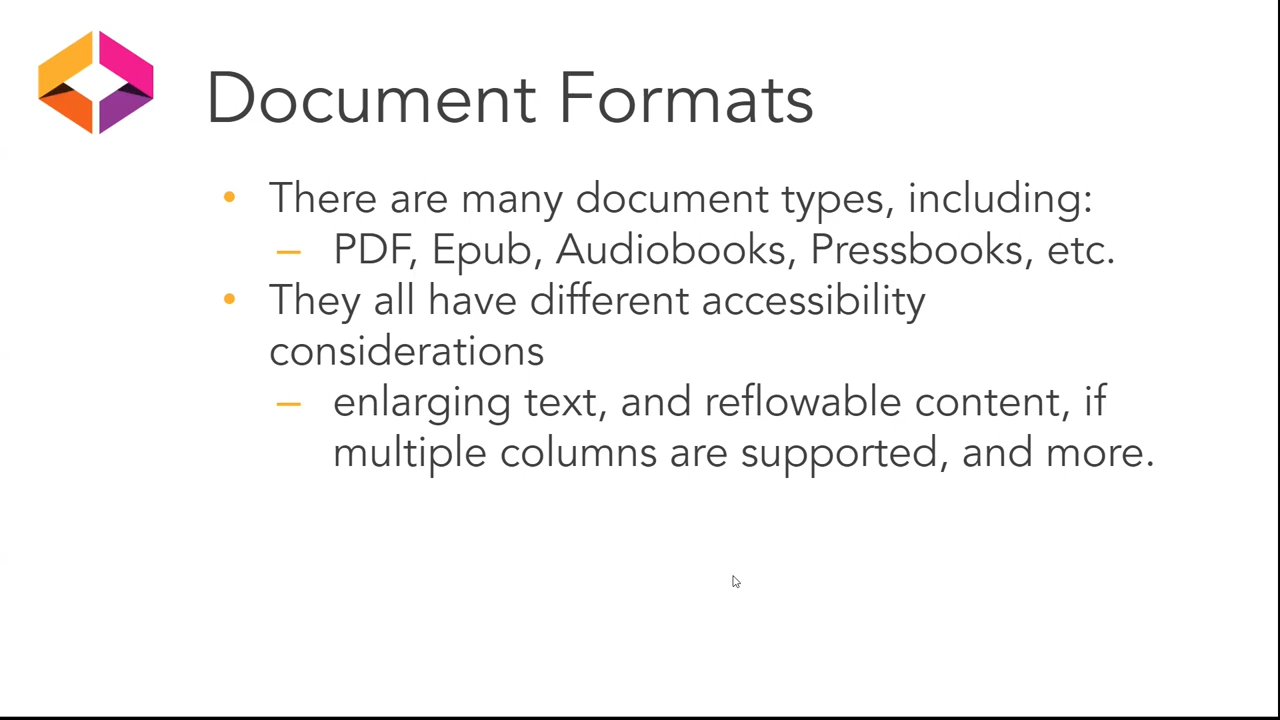 Document Formats
• There are many document types, including:
– PDF, Epub, Audiobooks, Pressbooks, etc.
• They all have different accessibility
considerations
– enlarging text, and reflowable content, if
multiple columns are supported, and more.